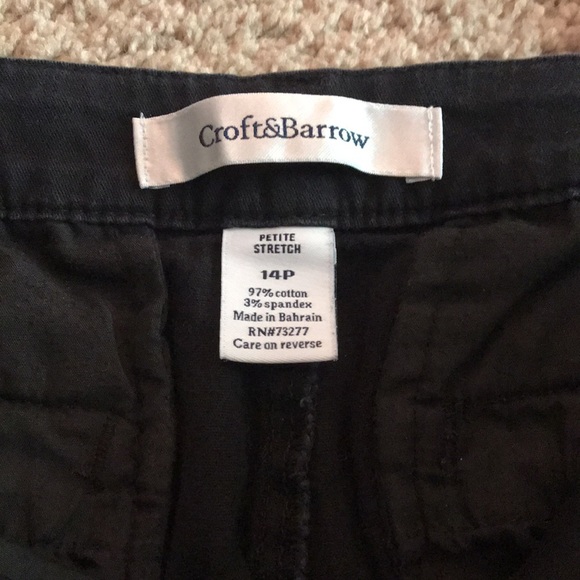 Croft&Barrow
PETITE
STRETCH
14P
97% cotton
3% spandex
Made in Bahrain
RN#73277
Care on reverse